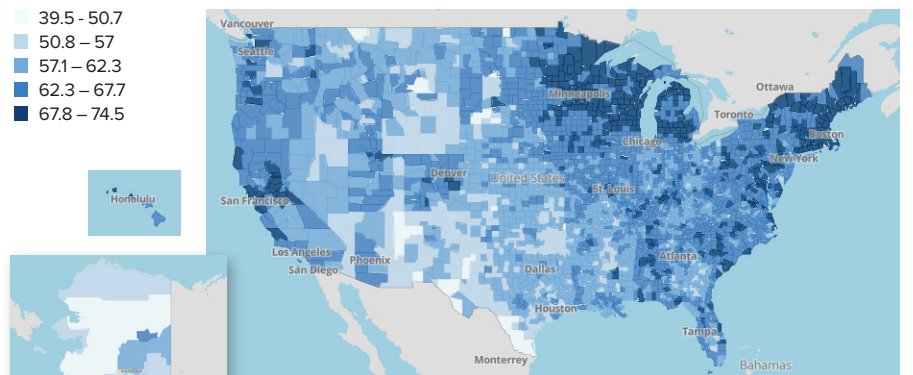 39.5 - 50.7
50.8 – 57
57.1 – 62.3
62.3 – 67.7
67.8 – 74.5
Vancouver
Seattle
Ottawa
Minneapolis
Toronto
Boston
Chicago
New York
Denver
United States
St. Louis
Honolulu
San Francisco
Los Angeles
Phoenix
Atlanta
San Diego
Dallas
Houston
Tampa
Monterrey
Bahamas